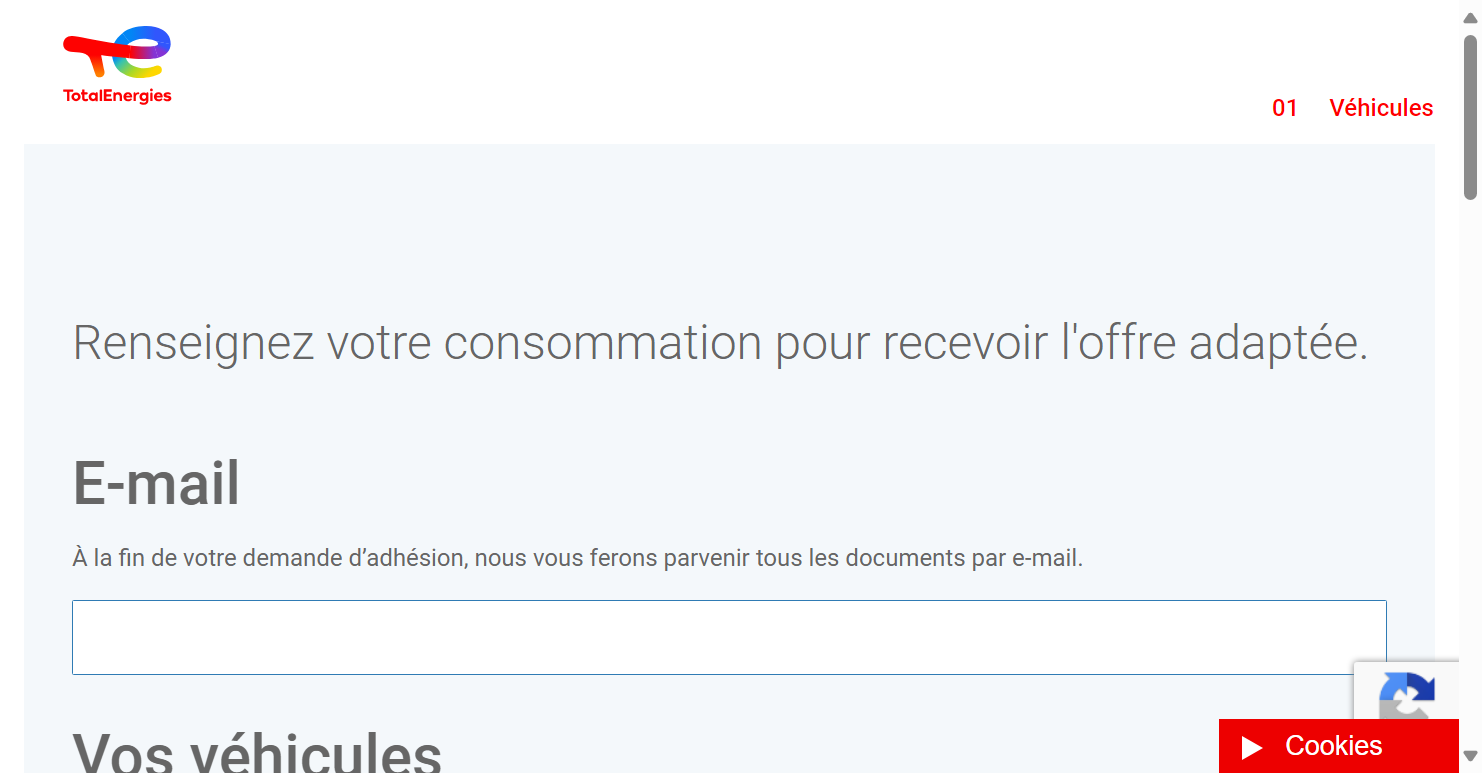 TotalEnergies
01 Véhicules
Renseignez votre consommation pour recevoir l'offre adaptée.
E-mail
À la fin de votre demande d’adhésion, nous vous ferons parvenir tous les documents par e-mail.
Vos véhicules
Cookies